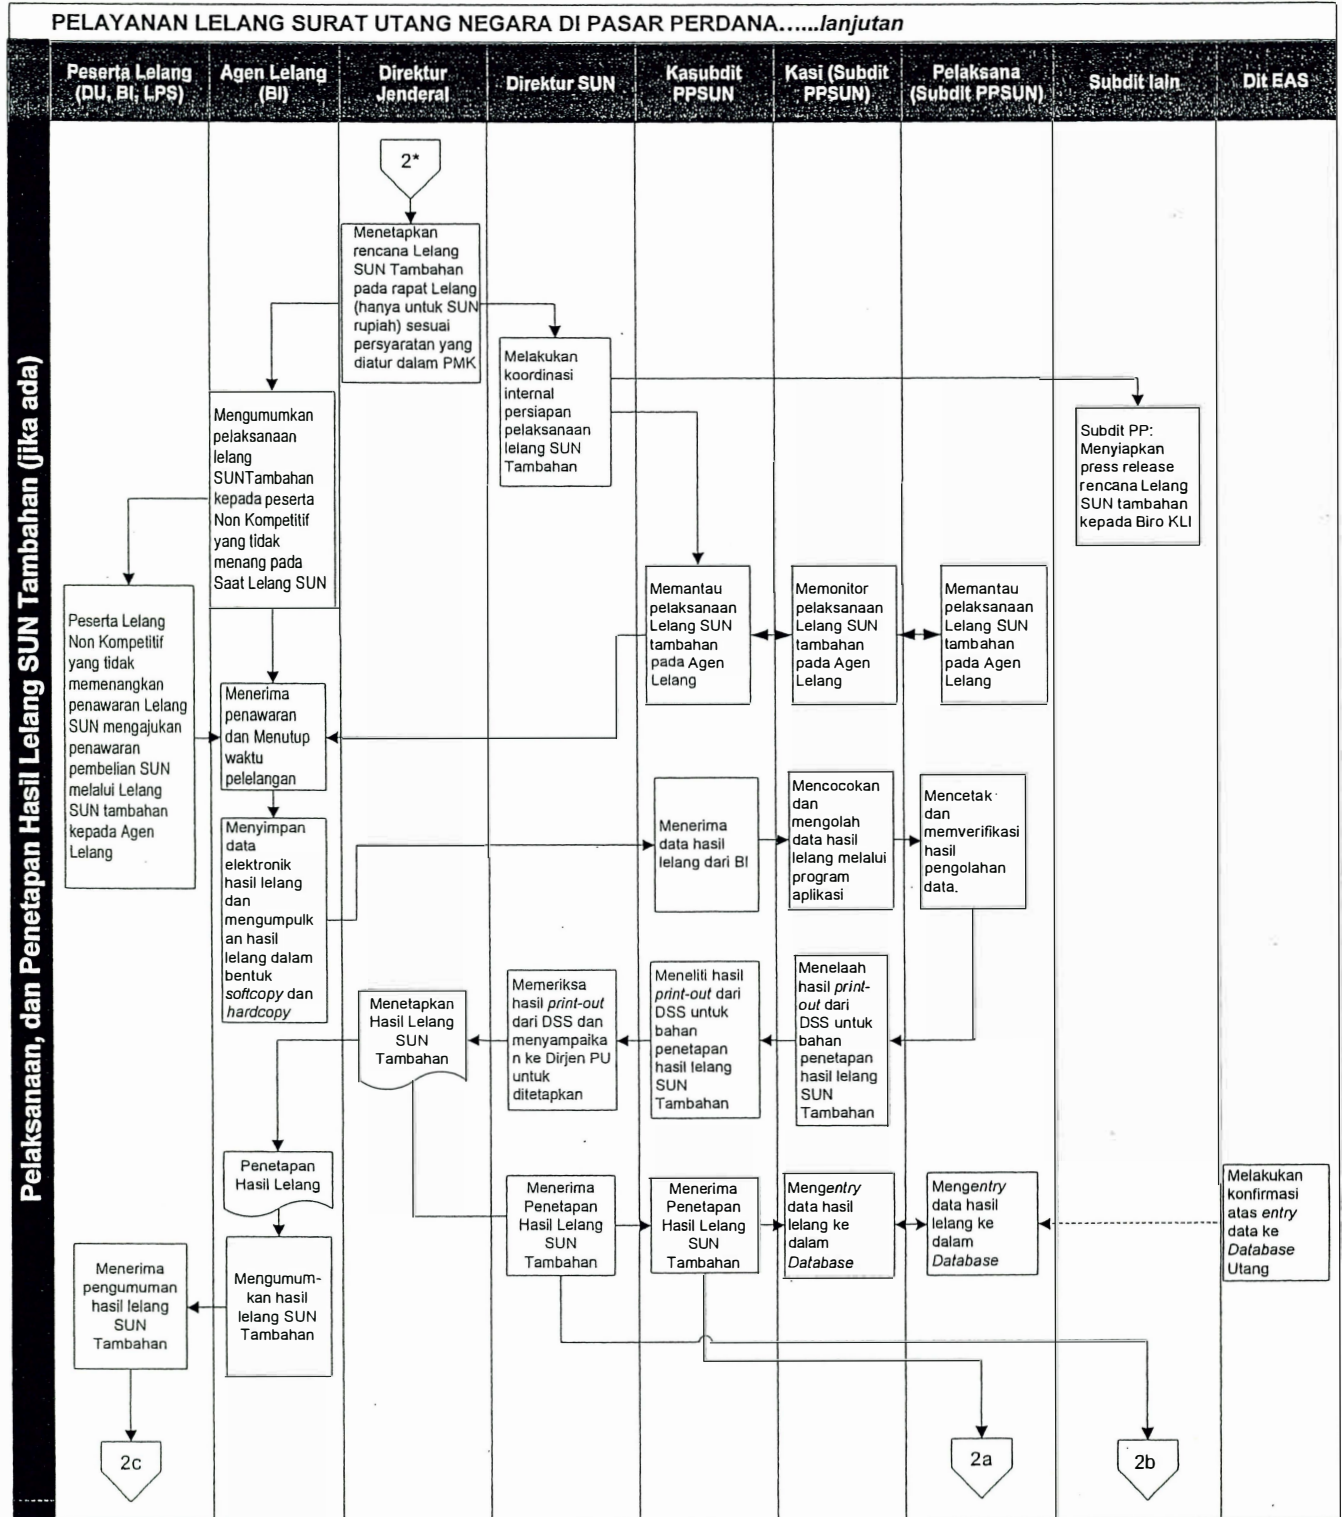 PELAYANAN LELANG SURAT UTANG NEGARA DI PASAR PERDANA......lanjutan
Peserta Lelang
(DU, BI, LPS)
Agen Lelang
(BI)
Direktur
Jenderal
Direktur SUN
Kasubdit
PPSUN
Kasi (Subdit
PPSUN)
Pelaksana
(Subdit PPSUN)
Subdit lain
Dit EAS
Pelaksanaan, dan Penetapan Hasil Lelang SUN Tambahan (jika ada)
2*
Menetapkan
rencana Lelang
SUN Tambahan
pada rapat Lelang
(hanya untuk SUN
rupiah) sesuai
persyaratan yang
diatur dalam PMK
Melakukan
koordinasi
internal
persiapan
pelaksanaan
lelang SUN
Tambahan
Subdit PP:
Menyiapkan
press release
rencana Lelang
SUN tambahan
kepada Biro KLI
Mengumumkan
pelaksanaan
lelang
SUNTambahan
kepada peserta
Non Kompetitif
yang tidak
menang pada
Saat Lelang SUN
Peserta Lelang
Non Kompetitif
yang tidak
memenangkan
penawaran Lelang
SUN mengajukan
penawaran
pembelian SUN
melalui Lelang
SUN tambahan
kepada Agen
Lelang
Memantau
pelaksanaan
Lelang SUN
tambahan
pada Agen
Lelang
Memonitor
pelaksanaan
Lelang SUN
tambahan
pada Agen
Lelang
Memantau
pelaksanaan
Lelang SUN
tambahan
pada Agen
Lelang
Menerima
penawaran
dan Menutup
waktu
pelelangan
Menyimpan
data
elektronik
hasil lelang
dan
mengumpulk
an hasil
lelang dalam
bentuk
softcopy dan
hardcopy
Menerima
data hasil
lelang dari BI
Mencocokan
dan
mengolah
data hasil
lelang melalui
program
aplikasi
Mencetak
dan
memverifikasi
hasil
pengolahan
data.
Menetapkan
Hasil Lelang
SUN
Tambahan
Memeriksa
hasil print-out
dari DSS dan
menyampaika
n ke Dirjen PU
untuk
ditetapkan
Meneliti hasil
print-out dari
DSS untuk
bahan
penetapan
hasil lelang
SUN
Tambahan
Menelaah
hasil print-
out dari
DSS untuk
bahan
penetapan
hasil lelang
SUN
Tambahan
Penetapan
Hasil Lelang
Menerima
Penetapan
Hasil Lelang
SUN
Tambahan
Menerima
Penetapan
Hasil Lelang
SUN
Tambahan
Mengentry
data hasil
lelang ke
dalam
Database
Mengentry
data hasil
lelang ke
dalam
Database
Melakukan
konfirmasi
atas entry
data ke
Database
Utang
Menerima
pengumuman
hasil lelang
SUN
Tambahan
Mengumum-
kan hasil
lelang SUN
Tambahan
2c
2a
2b